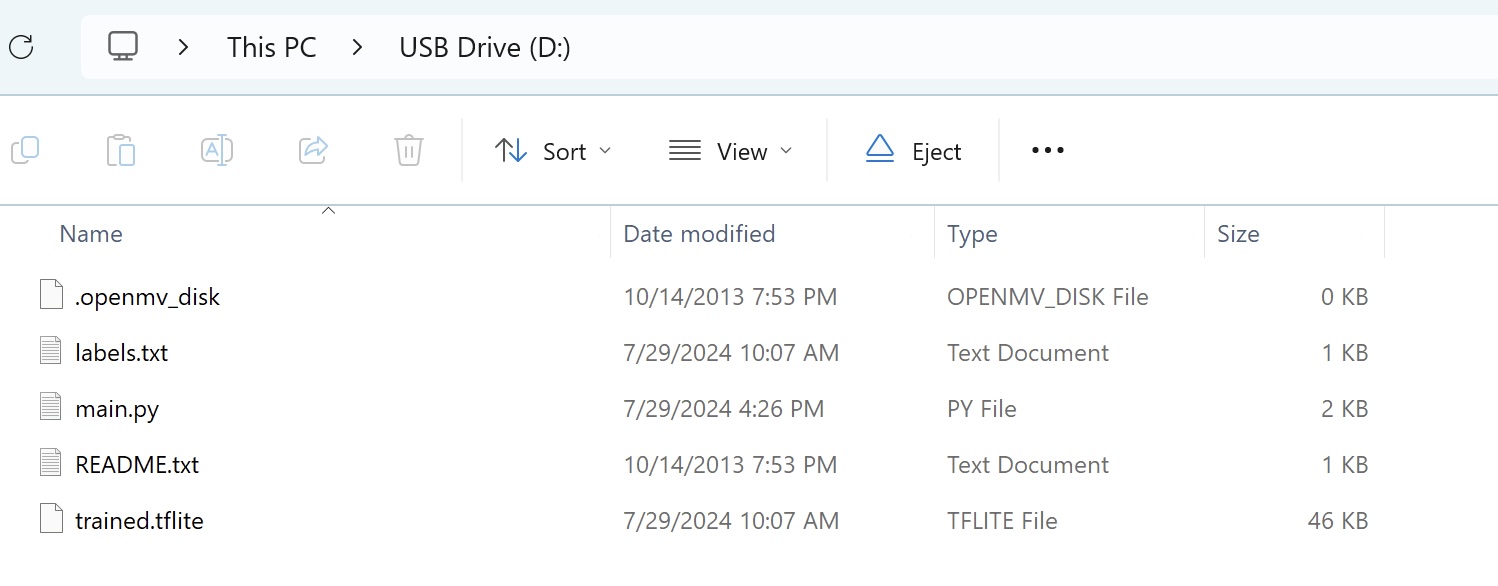 This PC > USB Drive (D:)
Sort View Eject
Name Date modified Type Size
.openmv_disk 10/14/2013 7:53 PM OPENMV_DISK File 0 KB
labels.txt 7/29/2024 10:07 AM Text Document 1 KB
main.py 7/29/2024 4:26 PM PY File 2 KB
README.txt 10/14/2013 7:53 PM Text Document 1 KB
trained.tflite 7/29/2024 10:07 AM TFLITE File 46 KB